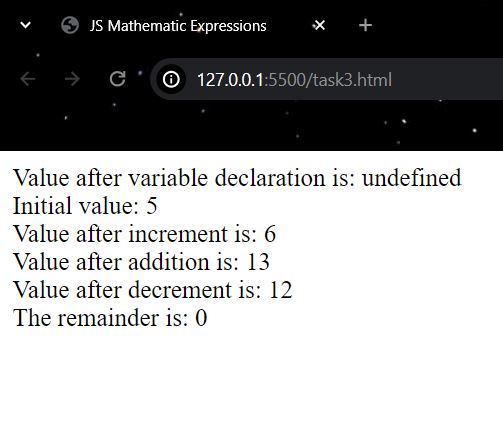 JS Mathematic Expressions
127.0.0.1:5500/task3.html
Value after variable declaration is: undefined
Initial value: 5
Value after increment is: 6
Value after addition is: 13
Value after decrement is: 12
The remainder is: 0